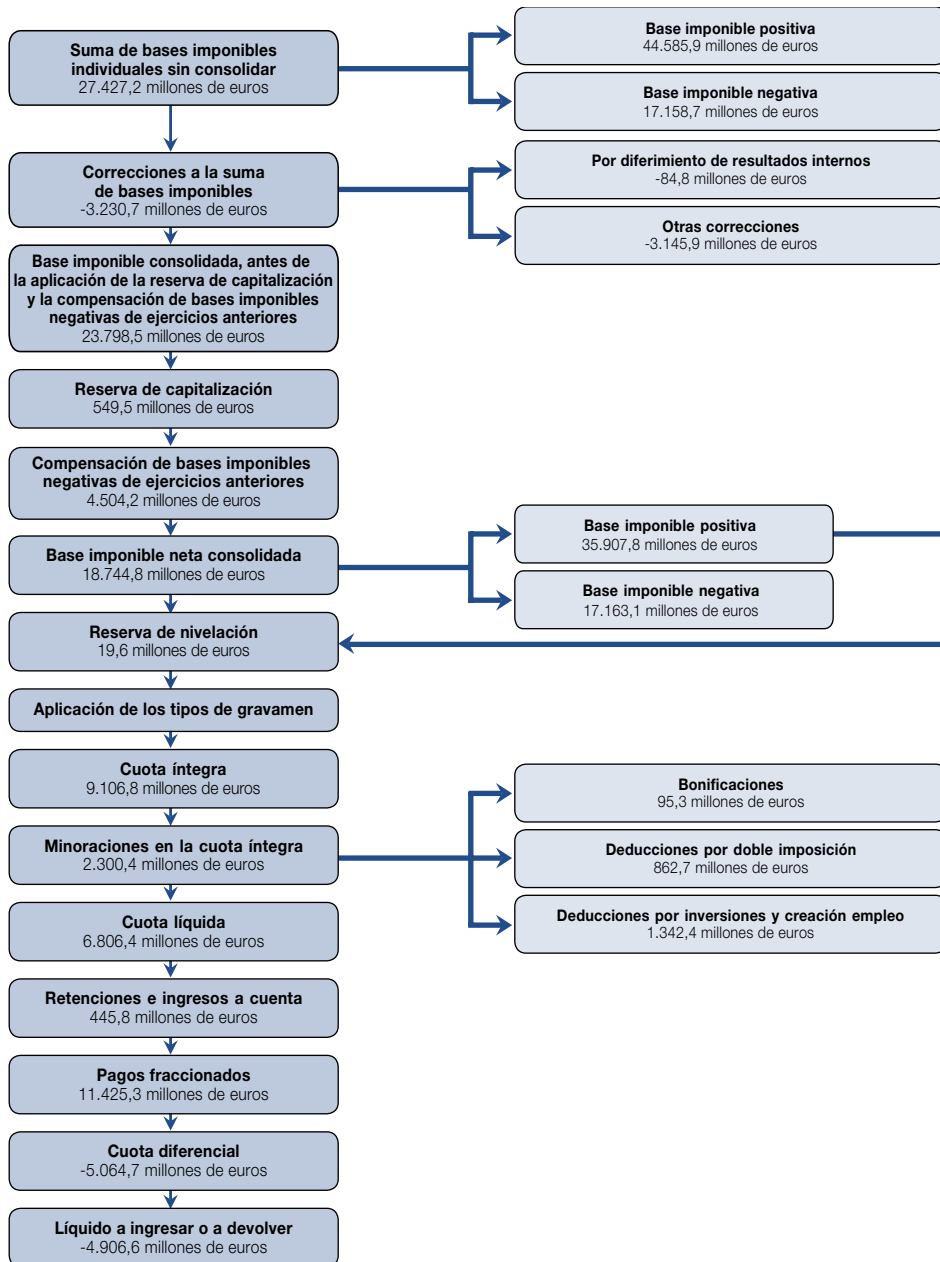 Suma de bases imponibles
individuales sin consolidar
27.427,2 millones de euros
Base imponible positiva
44.585,9 millones de euros
Base imponible negativa
17.158,7 millones de euros
Correcciones a la suma
de bases imponibles
-3.230,7 millones de euros
Por diferimiento de resultados internos
-84,8 millones de euros
Otras correcciones
-3.145,9 millones de euros
Base imponible consolidada, antes de
la aplicación de la reserva de capitalización
y la compensación de bases imponibles
negativas de ejercicios anteriores
23.798,5 millones de euros
Reserva de capitalización
549,5 millones de euros
Compensación de bases imponibles
negativas de ejercicios anteriores
4.504,2 millones de euros
Base imponible neta consolidada
18.744,8 millones de euros
Base imponible positiva
35.907,8 millones de euros
Base imponible negativa
17.163,1 millones de euros
Reserva de nivelación
19,6 millones de euros
Aplicación de los tipos de gravamen
Cuota íntegra
9.106,8 millones de euros
Minoraciones en la cuota íntegra
2.300,4 millones de euros
Bonificaciones
95,3 millones de euros
Deducciones por doble imposición
862,7 millones de euros
Deducciones por inversiones y creación empleo
1.342,4 millones de euros
Cuota líquida
6.806,4 millones de euros
Retenciones e ingresos a cuenta
445,8 millones de euros
Pagos fraccionados
11.425,3 millones de euros
Cuota diferencial
-5.064,7 millones de euros
Líquido a ingresar o a devolver
-4.906,6 millones de euros